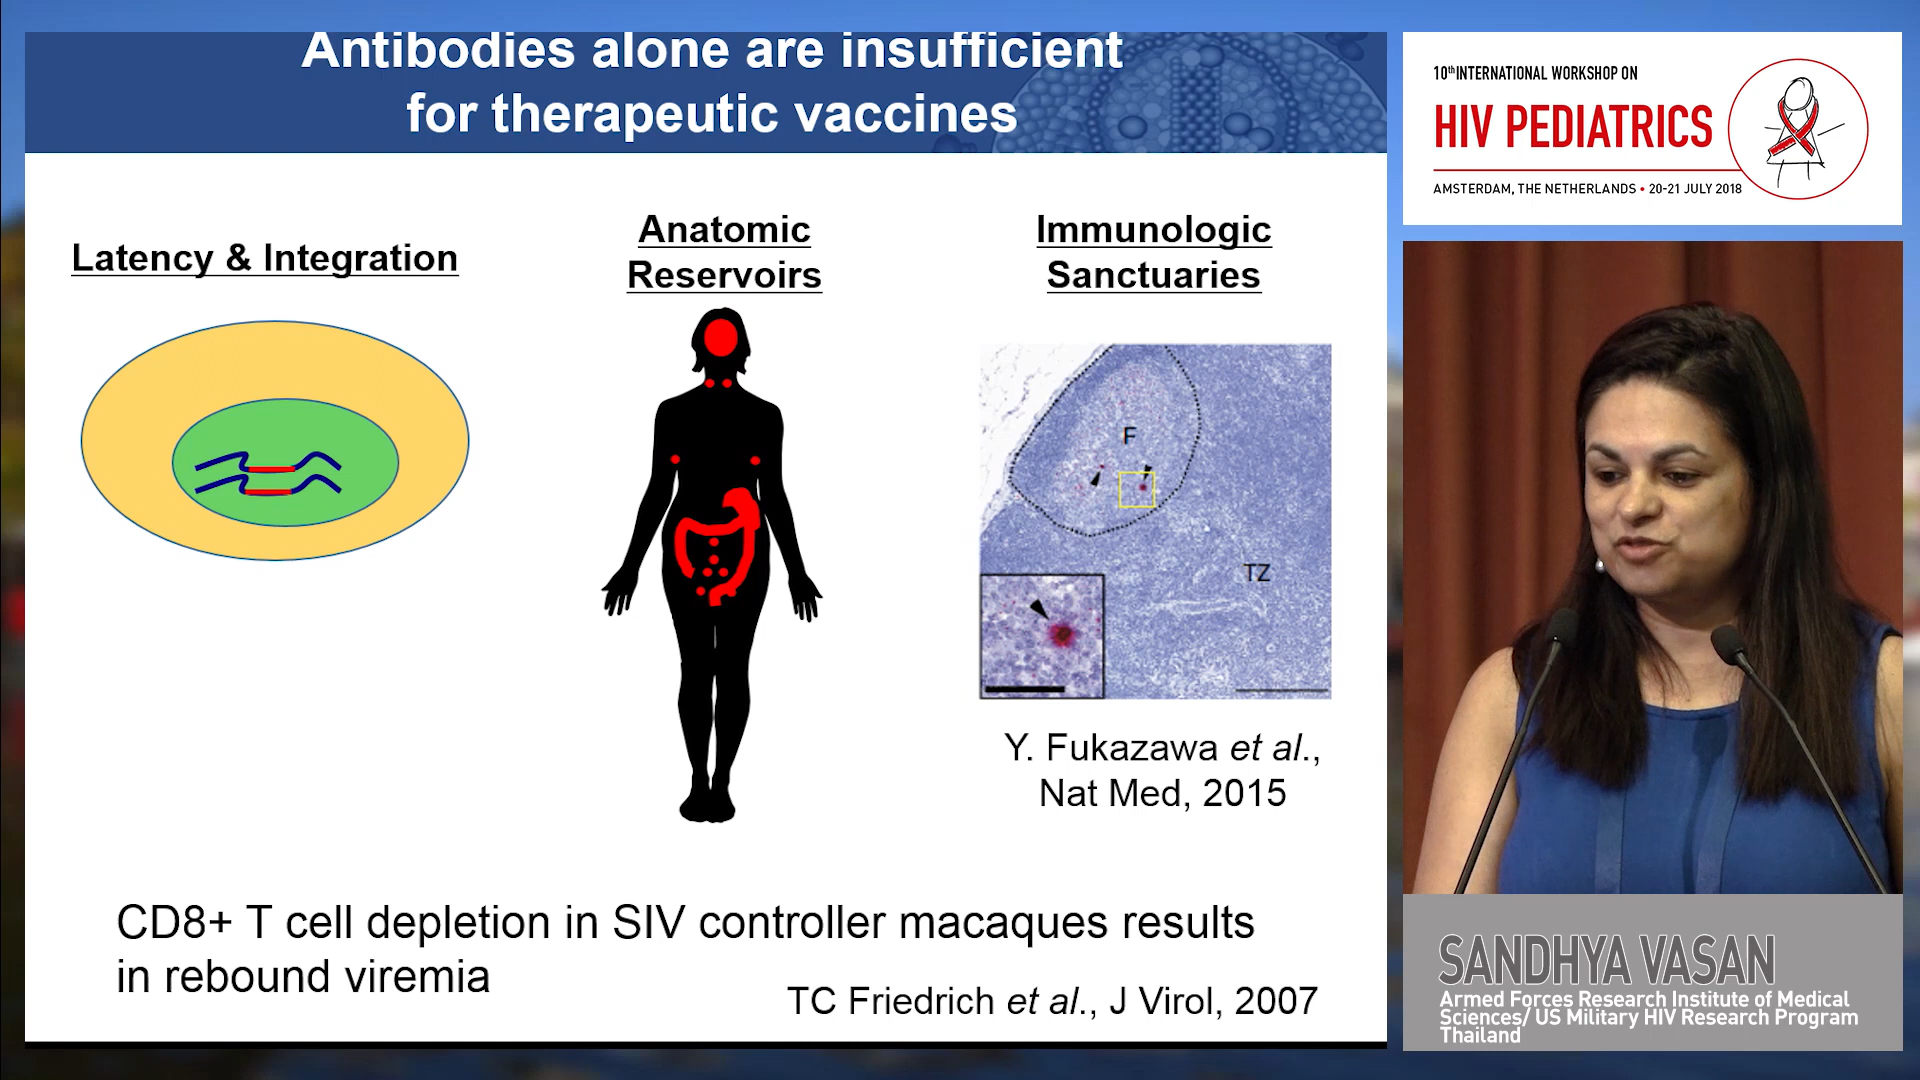 Antibodies alone are insufficient
for therapeutic vaccines
Latency & Integration
Anatomic
Reservoirs
Immunologic
Sanctuaries
F
TZ
Y. Fukazawa et al.,
Nat Med, 2015
CD8+ T cell depletion in SIV controller macaques results
in rebound viremia
TC Friedrich et al., J Virol, 2007
10th INTERNATIONAL WORKSHOP ON
HIV PEDIATRICS
AMSTERDAM, THE NETHERLANDS • 20-21 JULY 2018
SANDHYA VASAN
Armed Forces Research Institute of Medical
Sciences/ US Military HIV Research Program
Thailand